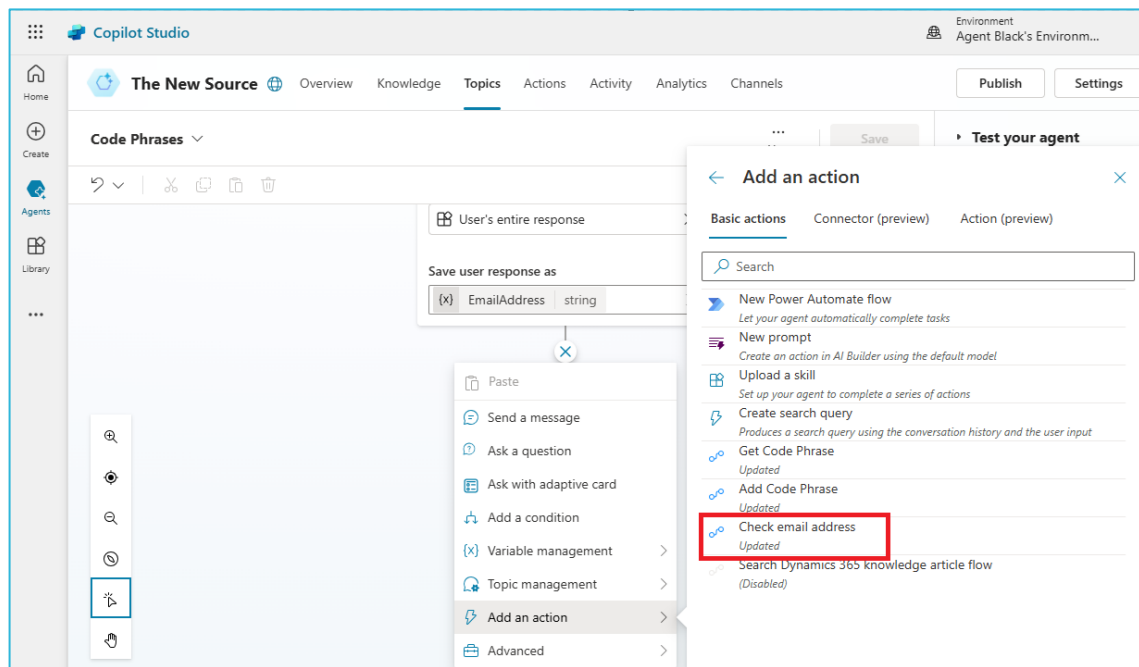 Copilot Studio
Environment
Agent Black's Environm...
Home
Create
Agents
Library
The New Source
Overview Knowledge Topics Actions Activity Analytics Channels
Publish
Settings
Code Phrases
Save
Test your agent
User's entire response
Save user response as
{x} EmailAddress string
Paste
Send a message
Ask a question
Ask with adaptive card
Add a condition
{x} Variable management
Topic management
Add an action
Advanced
Add an action
Basic actions Connector (preview) Action (preview)
Search
New Power Automate flow
Let your agent automatically complete tasks
New prompt
Create an action in AI Builder using the default model
Upload a skill
Set up your agent to complete a series of actions
Create search query
Produces a search query using the conversation history and the user input
Get Code Phrase
Updated
Add Code Phrase
Updated
Check email address
Updated
Search Dynamics 365 knowledge article flow
(Disabled)